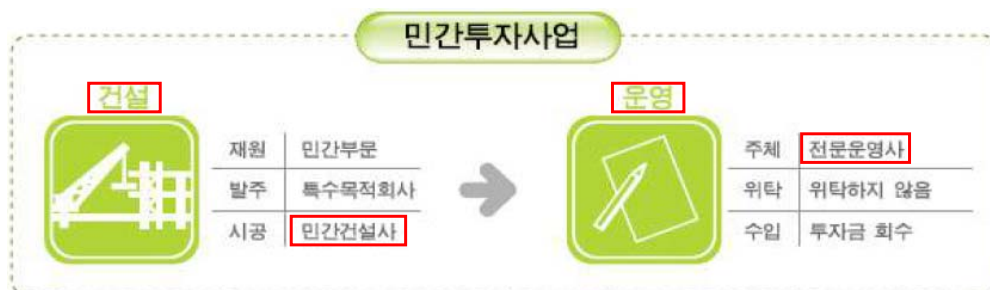 민간투자사업
건설
재원 민간부문
발주 특수목적회사
시공 민간건설사
운영
주체 전문운영사
위탁 위탁하지 않음
수입 투자금 회수